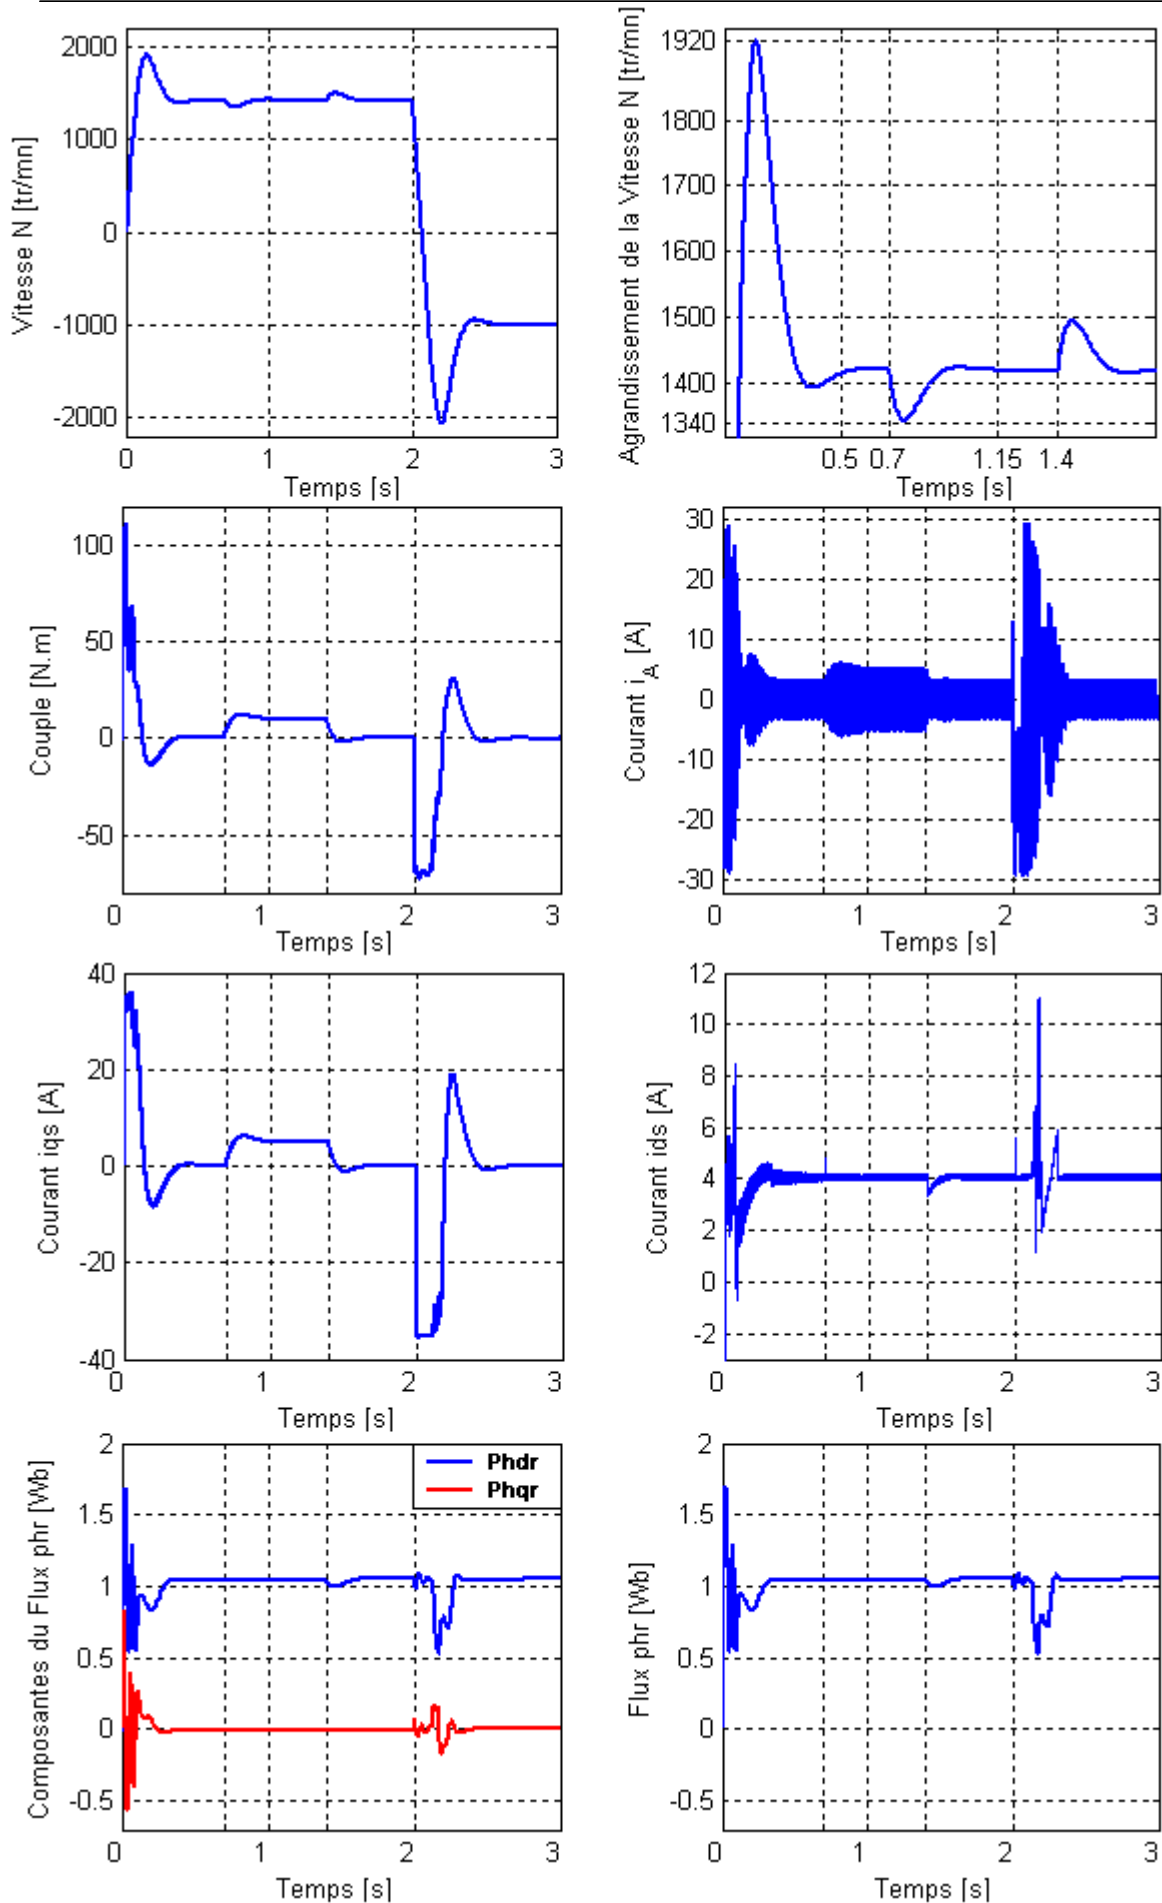 2000
1000
0
-1000
-2000
Vitesse N [tr/mn]
0 1 2 3
Temps [s]
1920
1800
1700
1600
1500
1400
1340
Agrandissement de la Vitesse N [tr/mn]
0.5 0.7 1.15 1.4
Temps [s]
100
50
0
-50
Couple [N.m]
0 1 2 3
Temps [s]
30
20
10
0
-10
-20
-30
Courant i_A [A]
0 1 2 3
Temps [s]
40
20
0
-20
-40
Courant iqs [A]
0 1 2 3
Temps [s]
12
10
8
6
4
2
0
-2
Courant ids [A]
0 1 2 3
Temps [s]
2
1.5
1
0.5
0
-0.5
Composantes du Flux phr [Wb]
Phdr
Phqr
0 1 2 3
Temps [s]
2
1.5
1
0.5
0
-0.5
Flux phr [Wb]
0 1 2 3
Temps [s]